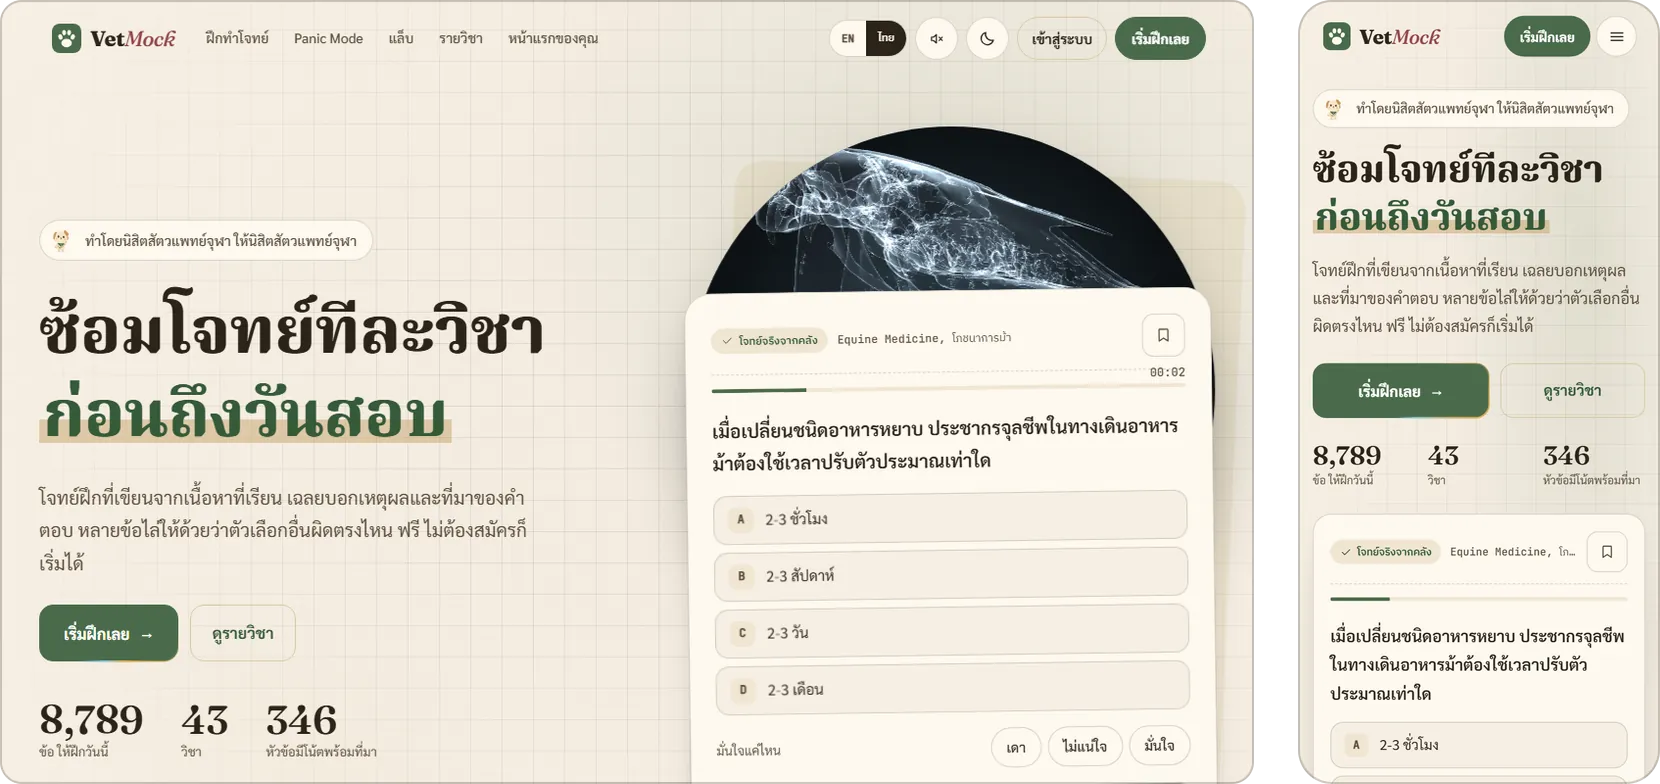 VetMock
ฝึกทำโจทย์
Panic Mode
แล็บ
รายวิชา
หน้าแรกของคุณ
EN
ไทย
เข้าสู่ระบบ
เริ่มฝึกเลย
ทำโดยนิสิตสัตวแพทย์จุฬา ให้นิสิตสัตวแพทย์จุฬา
ซ้อมโจทย์ทีละวิชา
ก่อนถึงวันสอบ
โจทย์ฝึกที่เขียนจากเนื้อหาที่เรียน เฉลยบอกเหตุผลและที่มาของคำ
ตอบ หลายข้อไล่ให้ด้วยว่าตัวเลือกอื่นผิดตรงไหน ฟรี ไม่ต้องสมัครก็
เริ่มได้
เริ่มฝึกเลย →
ดูรายวิชา
8,789
ข้อ ให้ฝึกวันนี้
43
วิชา
346
หัวข้อมีโน้ตพร้อมที่มา
โจทย์จริงจากคลัง
Equine Medicine, โภชนาการม้า
00:02
เมื่อเปลี่ยนชนิดอาหารหยาบ ประชากรจุลชีพในทางเดินอาหาร
ม้าต้องใช้เวลาปรับตัวประมาณเท่าใด
A 2-3 ชั่วโมง
B 2-3 สัปดาห์
C 2-3 วัน
D 2-3 เดือน
มั่นใจแค่ไหน
เดา
ไม่แน่ใจ
มั่นใจ
VetMock
เริ่มฝึกเลย
ทำโดยนิสิตสัตวแพทย์จุฬา ให้นิสิตสัตวแพทย์จุฬา
ซ้อมโจทย์ทีละวิชา
ก่อนถึงวันสอบ
โจทย์ฝึกที่เขียนจากเนื้อหาที่เรียน เฉลยบอกเหตุผล
และที่มาของคำตอบ หลายข้อไล่ให้ด้วยว่าตัวเลือกอื่น
ผิดตรงไหน ฟรี ไม่ต้องสมัครก็เริ่มได้
เริ่มฝึกเลย →
ดูรายวิชา
8,789
ข้อ ให้ฝึกวันนี้
43
วิชา
346
หัวข้อมีโน้ตพร้อมที่มา
โจทย์จริงจากคลัง
Equine Medicine, โภ…
เมื่อเปลี่ยนชนิดอาหารหยาบ ประชากรจุลชีพ
ในทางเดินอาหารม้าต้องใช้เวลาปรับตัว
ประมาณเท่าใด
A 2-3 ชั่วโมง